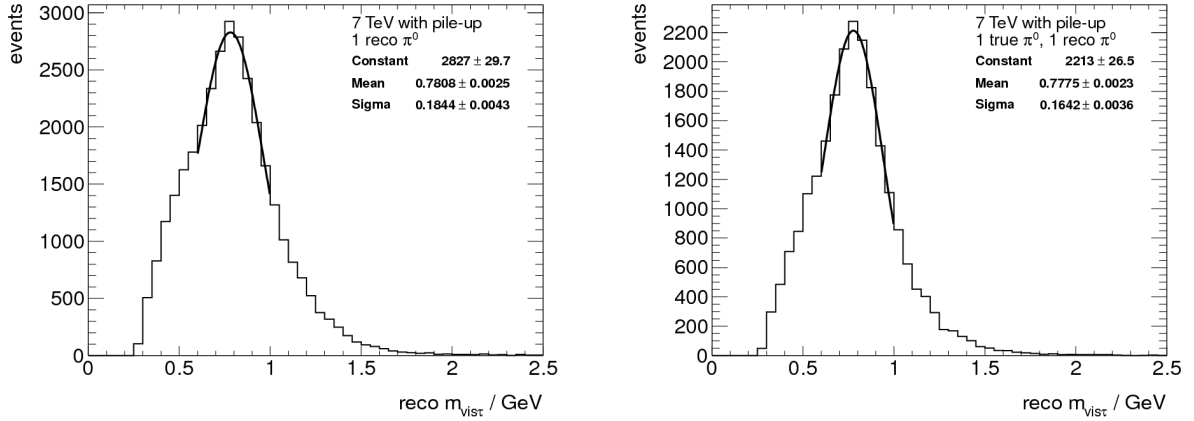 events
3000
2500
2000
1500
1000
500
0
7 TeV with pile-up
1 reco π⁰
Constant 2827 ± 29.7
Mean 0.7808 ± 0.0025
Sigma 0.1844 ± 0.0043
0 0.5 1 1.5 2 2.5
reco m_visτ / GeV
events
2200
2000
1800
1600
1400
1200
1000
800
600
400
200
0
7 TeV with pile-up
1 true π⁰, 1 reco π⁰
Constant 2213 ± 26.5
Mean 0.7775 ± 0.0023
Sigma 0.1642 ± 0.0036
0 0.5 1 1.5 2 2.5
reco m_visτ / GeV